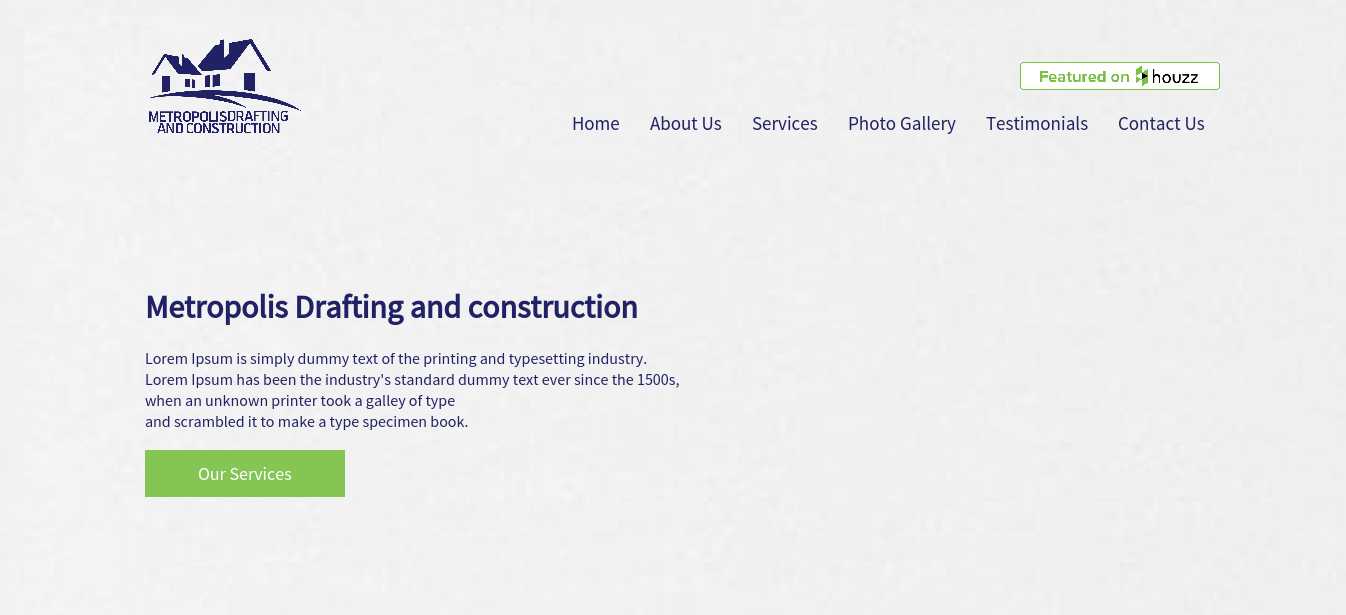 METROPOLIS DRAFTING
AND CONSTRUCTION
Featured on houzz
Home About Us Services Photo Gallery Testimonials Contact Us
Metropolis Drafting and construction
Lorem Ipsum is simply dummy text of the printing and typesetting industry.
Lorem Ipsum has been the industry's standard dummy text ever since the 1500s,
when an unknown printer took a galley of type
and scrambled it to make a type specimen book.
Our Services